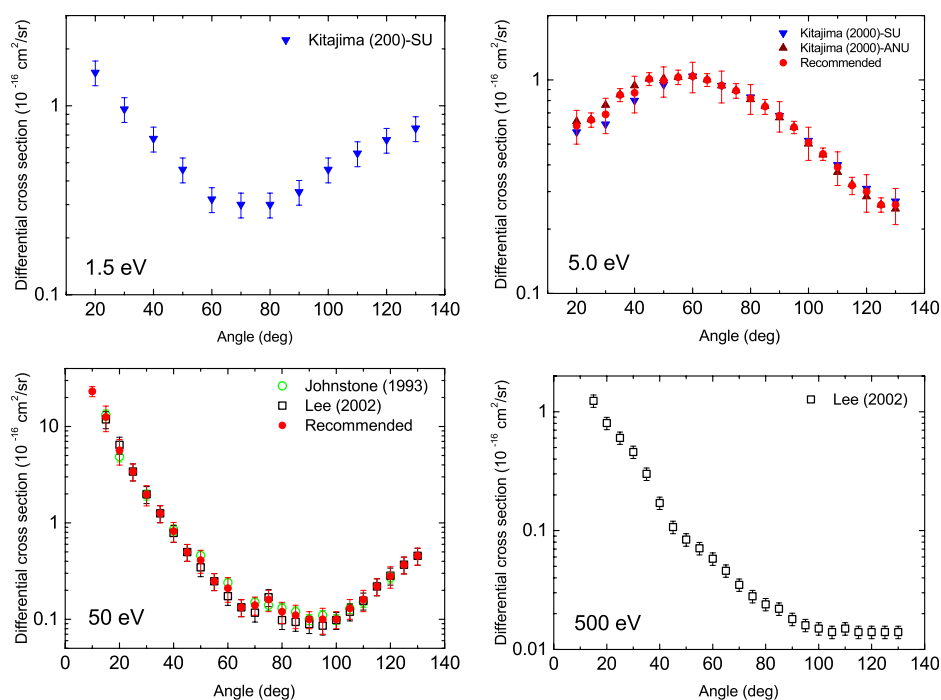 Kitajima (200)-SU
1
0.1
Differential cross section (10 -16 cm2/sr)
1.5 eV
20 40 60 80 100 120 140
Angle (deg)
Kitajima (2000)-SU
Kitajima (2000)-ANU
Recommended
1
0.1
Differential cross section (10 -16 cm2/sr)
5.0 eV
20 40 60 80 100 120 140
Angle (deg)
Johnstone (1993)
Lee (2002)
Recommended
10
1
0.1
Differential cross section (10 -16 cm2/sr)
50 eV
0 20 40 60 80 100 120 140
Angle (deg)
Lee (2002)
1
0.1
0.01
Differential cross section (10 -16 cm2/sr)
500 eV
0 20 40 60 80 100 120 140
Angle (deg)